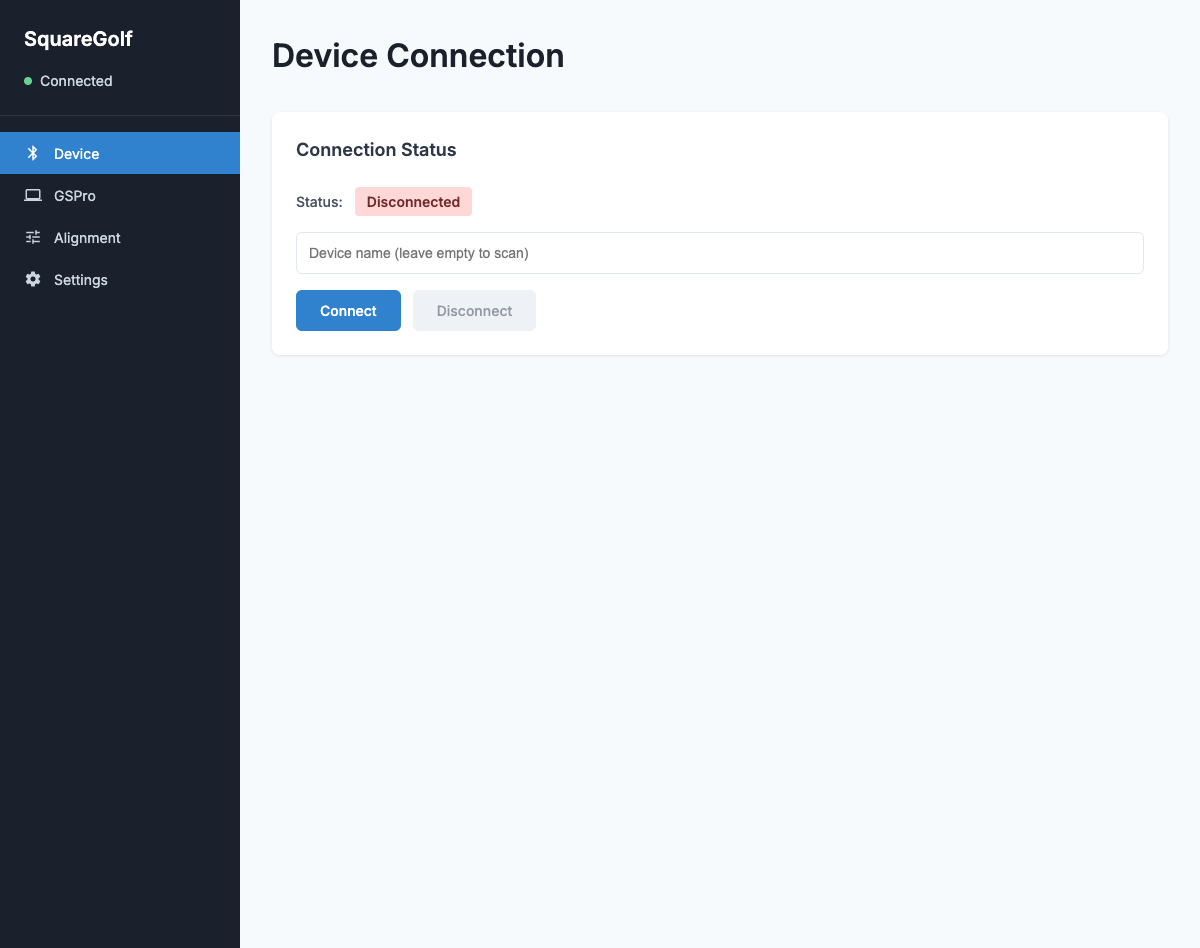 SquareGolf
Connected
Device
GSPro
Alignment
Settings
Device Connection
Connection Status
Status: Disconnected
Device name (leave empty to scan)
Connect Disconnect